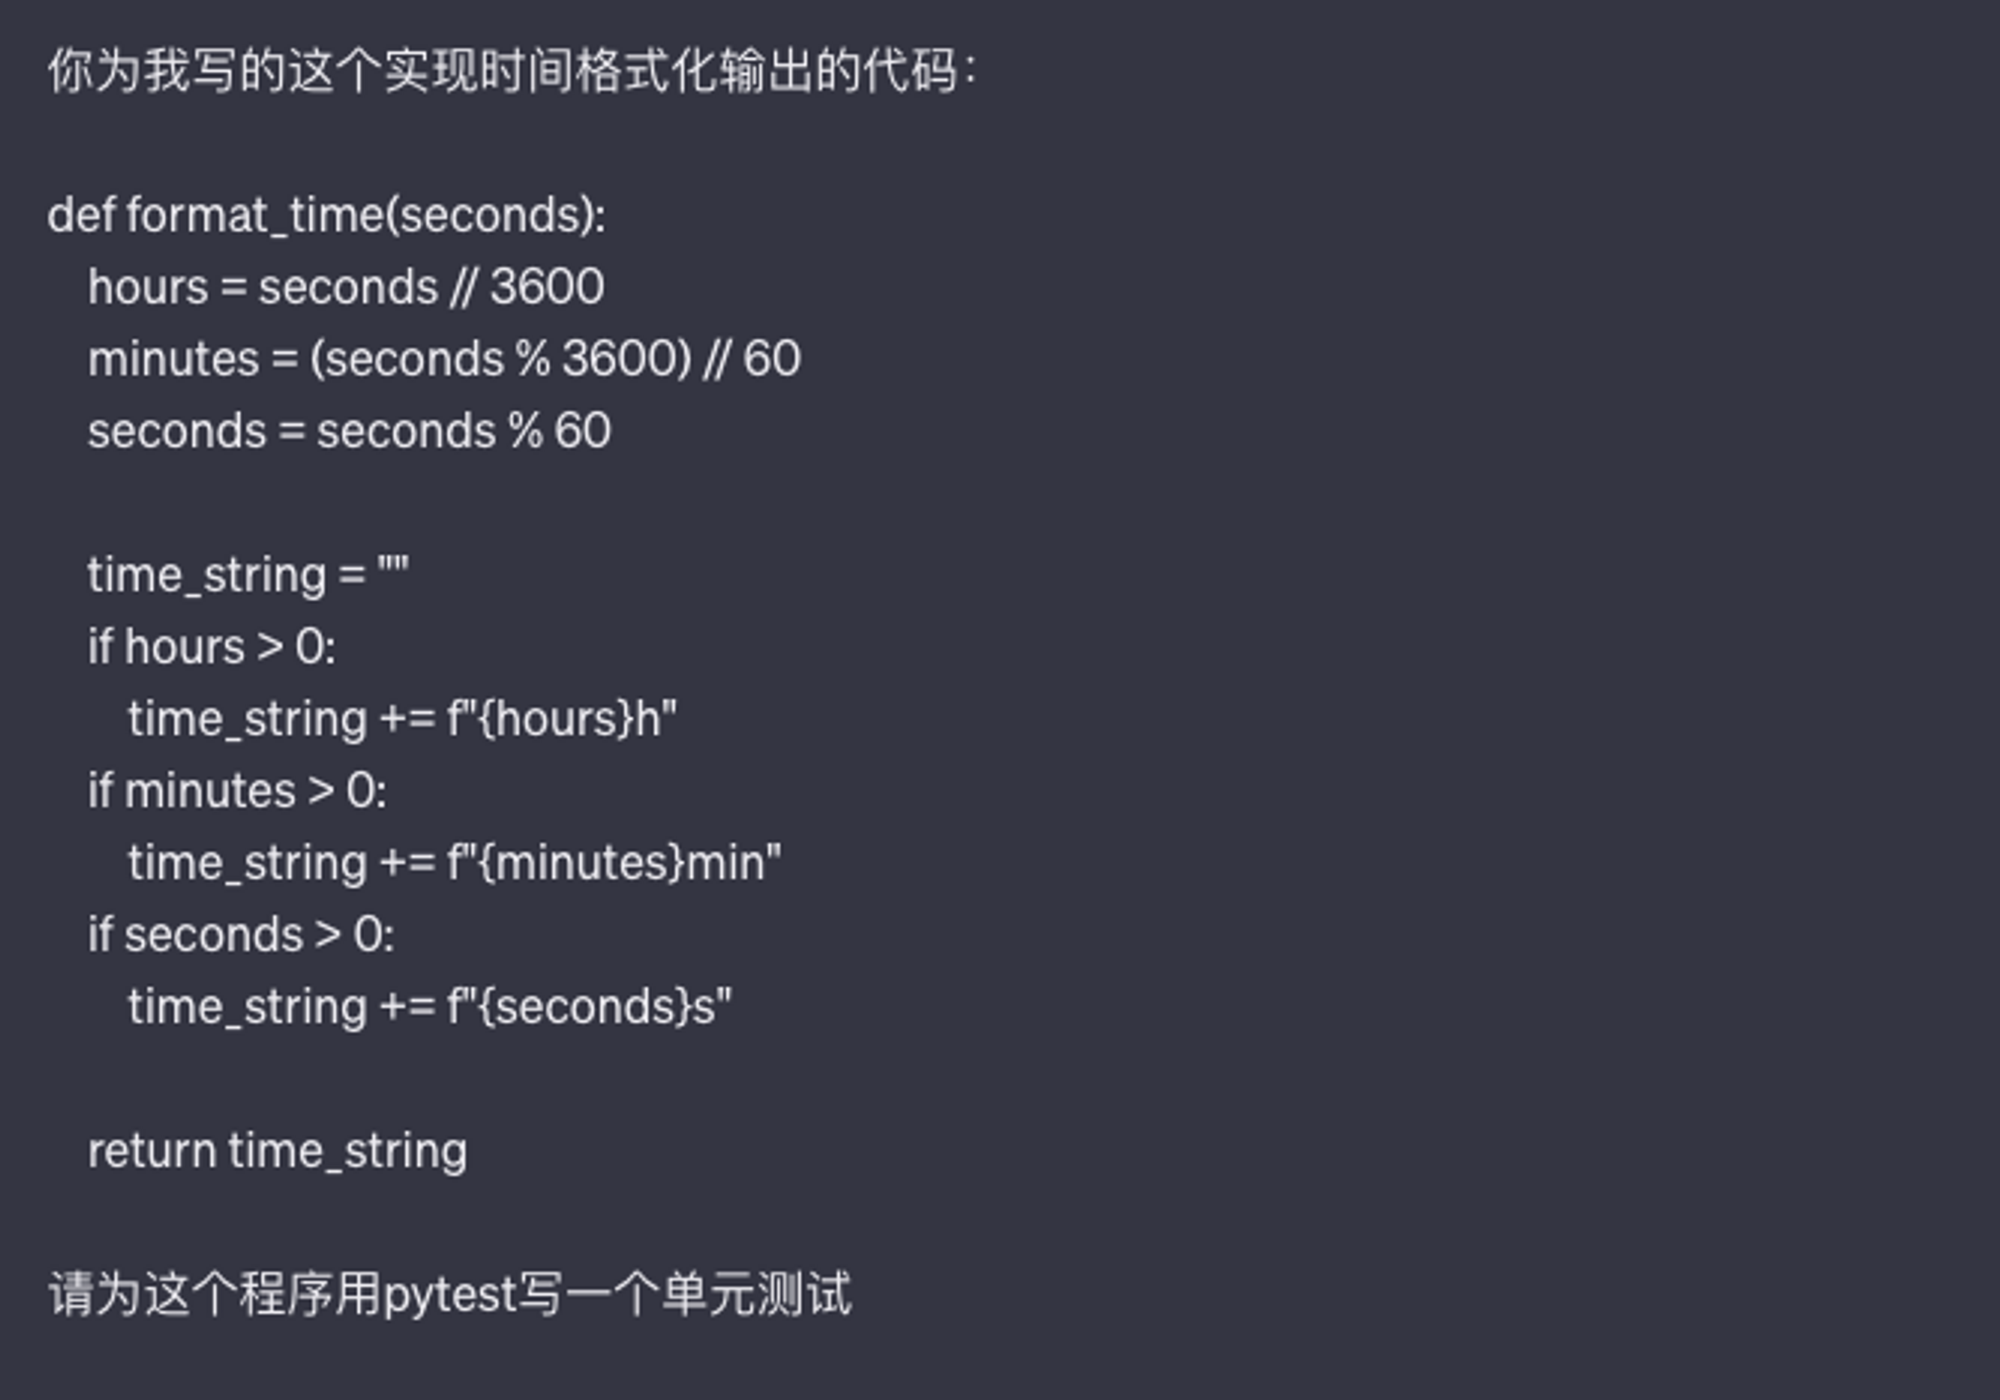 你为我写的这个实现时间格式化输出的代码：
def format_time(seconds):
hours = seconds // 3600
minutes = (seconds % 3600) // 60
seconds = seconds % 60
time_string = ""
if hours > 0:
time_string += f"{hours}h"
if minutes > 0:
time_string += f"{minutes}min"
if seconds > 0:
time_string += f"{seconds}s"
return time_string
请为这个程序用pytest写一个单元测试